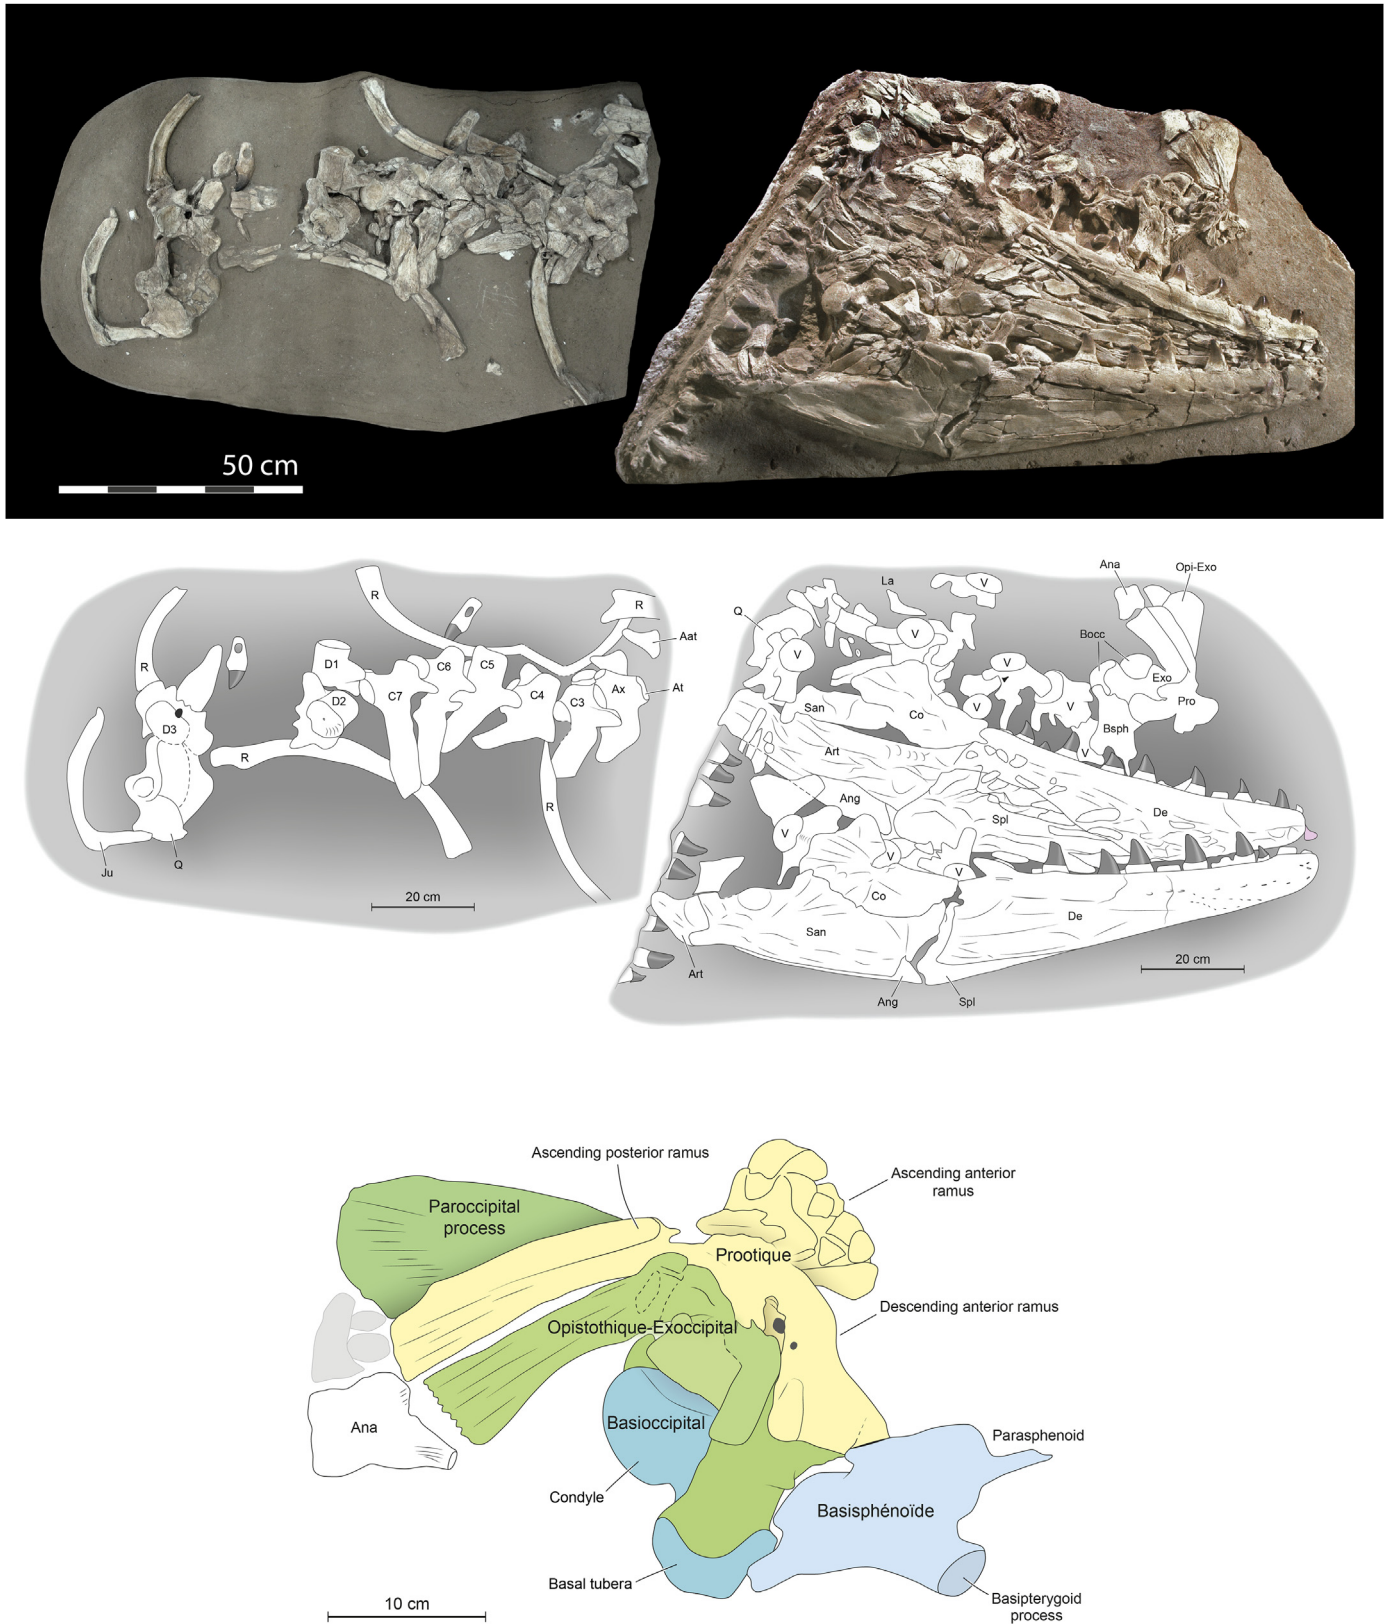 50 cm
R
R
Aat
At
Ax
C3
C4
C5
C6
C7
D1
D2
R
D3
R
R
Ju
Q
20 cm
La
V
Ana
Opi-Exo
Q
V
V
Bocc
V
Exo
San
Co
V
V
Pro
Bsph
Art
V
Ang
Spl
De
V
V
V
Co
San
De
Art
Ang
Spl
20 cm
Ascending posterior ramus
Ascending anterior
ramus
Paroccipital
process
Prootique
Descending anterior ramus
Opistothique-Exoccipital
Ana
Basioccipital
Parasphenoid
Condyle
Basisphénoïde
Basal tubera
Basipterygoid
process
10 cm